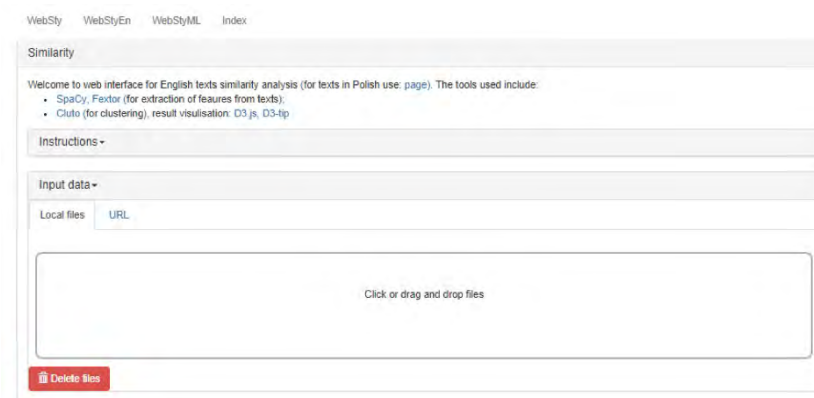 WebSty WebStyEn WebStyML Index
Similarity
Welcome to web interface for English texts similarity analysis (for texts in Polish use: page). The tools used include:
• SpaCy, Fextor (for extraction of feaures from texts);
• Cluto (for clustering), result visulisation: D3.js, D3-tip
Instructions
Input data
Local files URL
Click or drag and drop files
Delete files